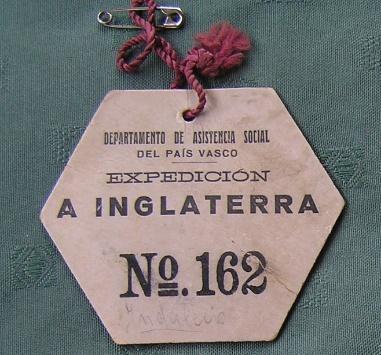 DEPARTAMENTO DE ASISTENCIA SOCIAL
DEL PAÍS VASCO
EXPEDICIÓN
A INGLATERRA
No. 162